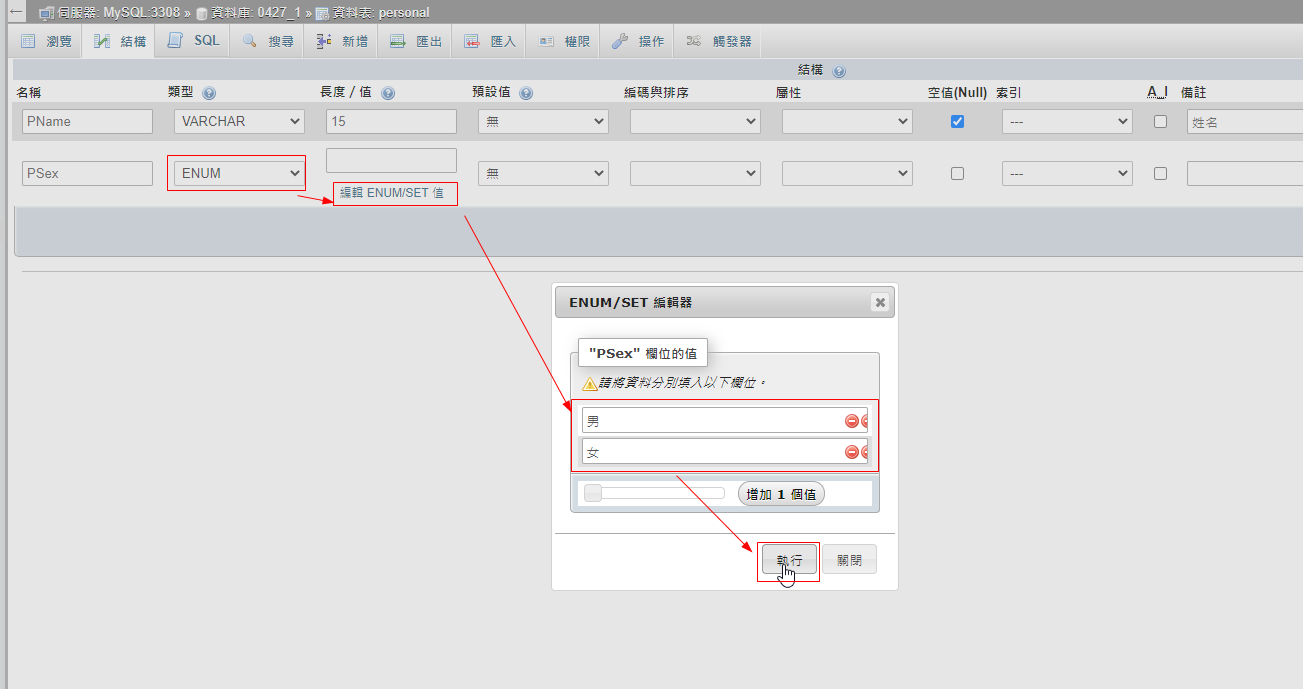 伺服器: MySQL:3308 » 資料庫: 0427_1 » 資料表: personal
瀏覽 結構 SQL 搜尋 新增 匯出 匯入 權限 操作 觸發器
結構
名稱 類型 長度 / 值 預設值 編碼與排序 屬性 空值(Null) 索引 A_I 備註
PName VARCHAR 15 無 --- 姓名
PSex ENUM 無 ---
編輯 ENUM/SET 值
ENUM/SET 編輯器
"PSex" 欄位的值
請將資料分別填入以下欄位。
男
女
增加 1 個值
執行 關閉